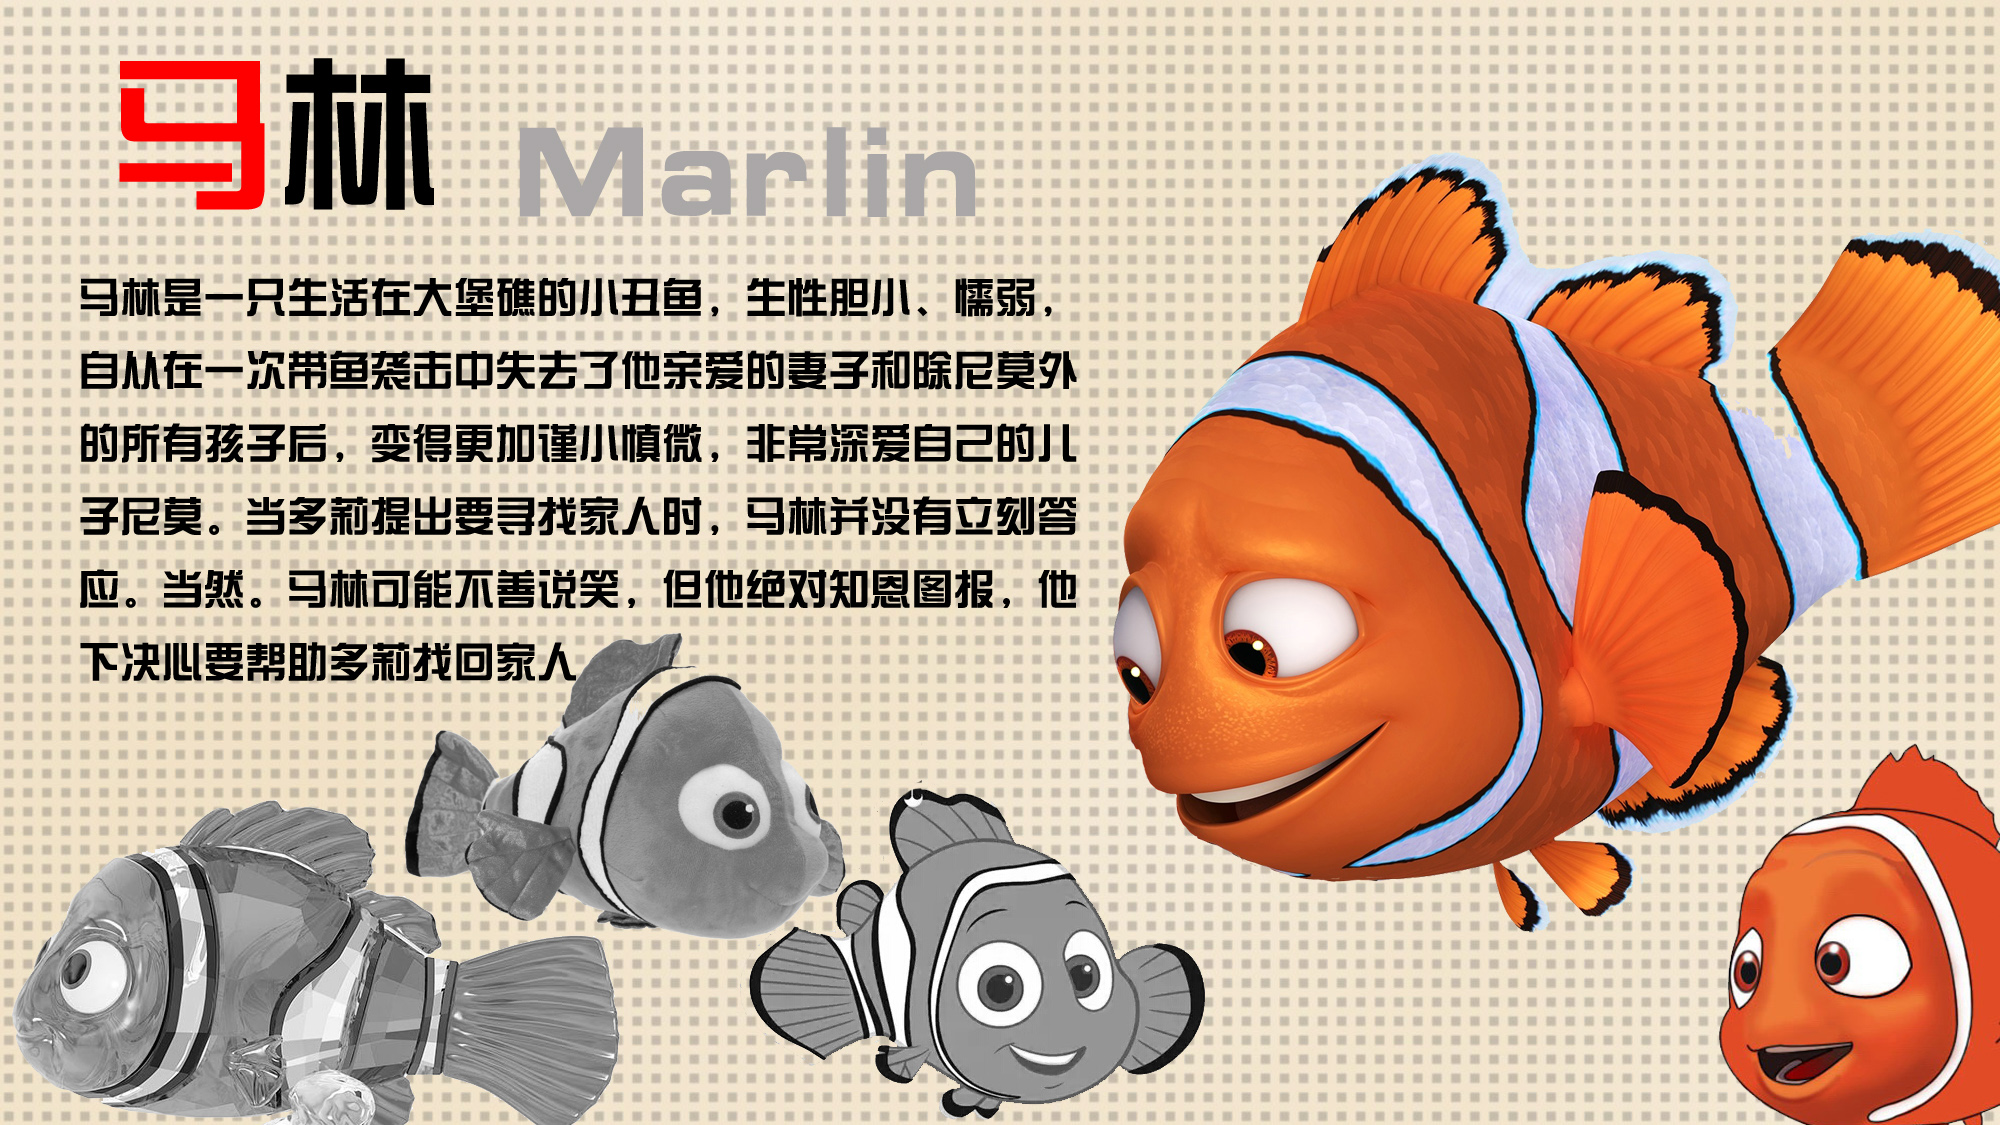 马林 Marlin
马林是一只生活在大堡礁的小丑鱼，生性胆小、懦弱，
自从在一次带鱼袭击中失去了他亲爱的妻子和除尼莫外
的所有孩子后，变得更加谨小慎微，非常深爱自己的儿
子尼莫。当多莉提出要寻找家人时，马林并没有立刻答
应。当然。马林可能不善说笑，但他绝对知恩图报，他
下决心要帮助多莉找回家人